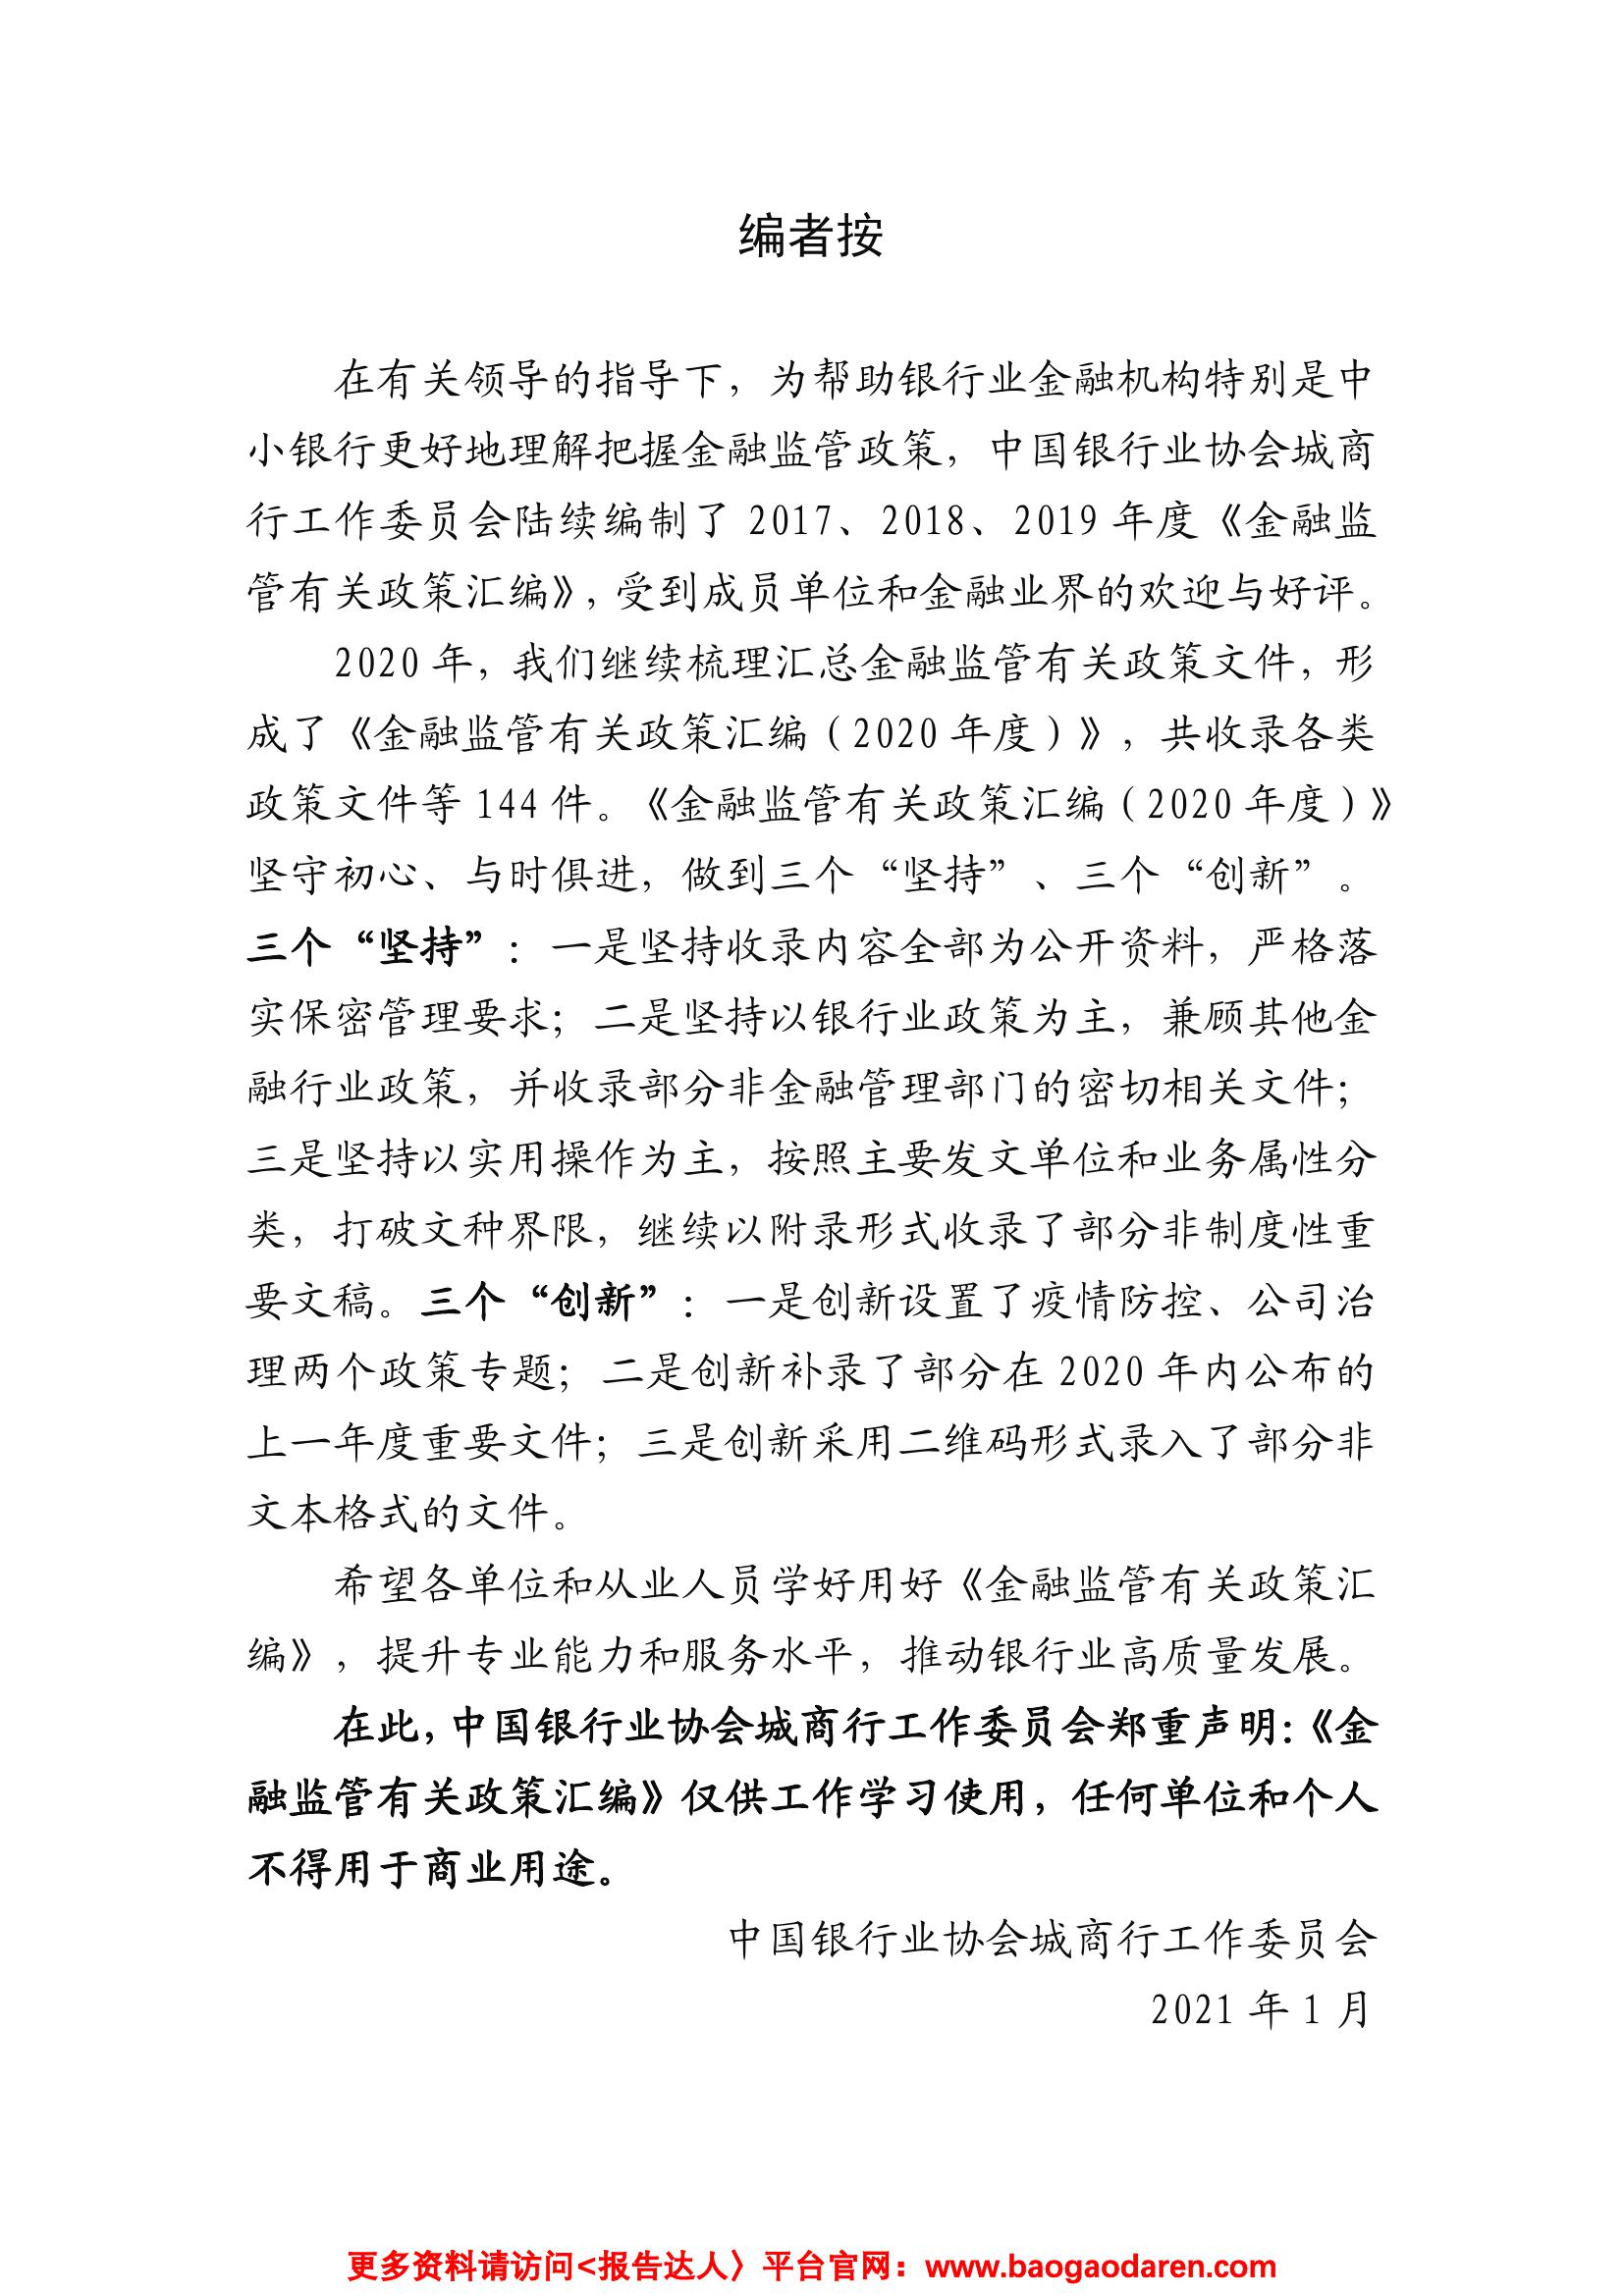 编者按
在有关领导的指导下，为帮助银行业金融机构特别是中
小银行更好地理解把握金融监管政策，中国银行业协会城商
行工作委员会陆续编制了 2017、2018、2019 年度《金融监
管有关政策汇编》，受到成员单位和金融业界的欢迎与好评。
2020 年，我们继续梳理汇总金融监管有关政策文件，形
成了《金融监管有关政策汇编（2020 年度）》，共收录各类
政策文件等 144 件。《金融监管有关政策汇编（2020 年度）》
坚守初心、与时俱进，做到三个“坚持”、三个“创新”。
三个“坚持”：一是坚持收录内容全部为公开资料，严格落
实保密管理要求；二是坚持以银行业政策为主，兼顾其他金
融行业政策，并收录部分非金融管理部门的密切相关文件；
三是坚持以实用操作为主，按照主要发文单位和业务属性分
类，打破文种界限，继续以附录形式收录了部分非制度性重
要文稿。三个“创新”：一是创新设置了疫情防控、公司治
理两个政策专题；二是创新补录了部分在 2020 年内公布的
上一年度重要文件；三是创新采用二维码形式录入了部分非
文本格式的文件。
希望各单位和从业人员学好用好《金融监管有关政策汇
编》，提升专业能力和服务水平，推动银行业高质量发展。
在此，中国银行业协会城商行工作委员会郑重声明：《金
融监管有关政策汇编》仅供工作学习使用，任何单位和个人
不得用于商业用途。
中国银行业协会城商行工作委员会
2021 年 1 月
更多资料请访问<报告达人〉平台官网：www.baogaodaren.com